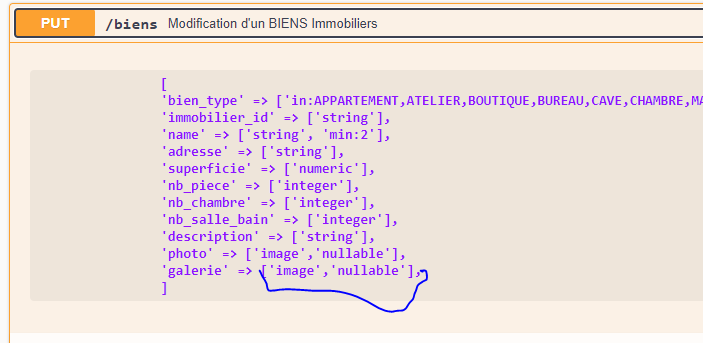 PUT /biens Modification d'un BIENS Immobiliers
[
'bien_type' => ['in:APPARTEMENT,ATELIER,BOUTIQUE,BUREAU,CAVE,CHAMBRE,MA
'immobilier_id' => ['string'],
'name' => ['string', 'min:2'],
'adresse' => ['string'],
'superficie' => ['numeric'],
'nb_piece' => ['integer'],
'nb_chambre' => ['integer'],
'nb_salle_bain' => ['integer'],
'description' => ['string'],
'photo' => ['image','nullable'],
'galerie' => ['image','nullable'],
]